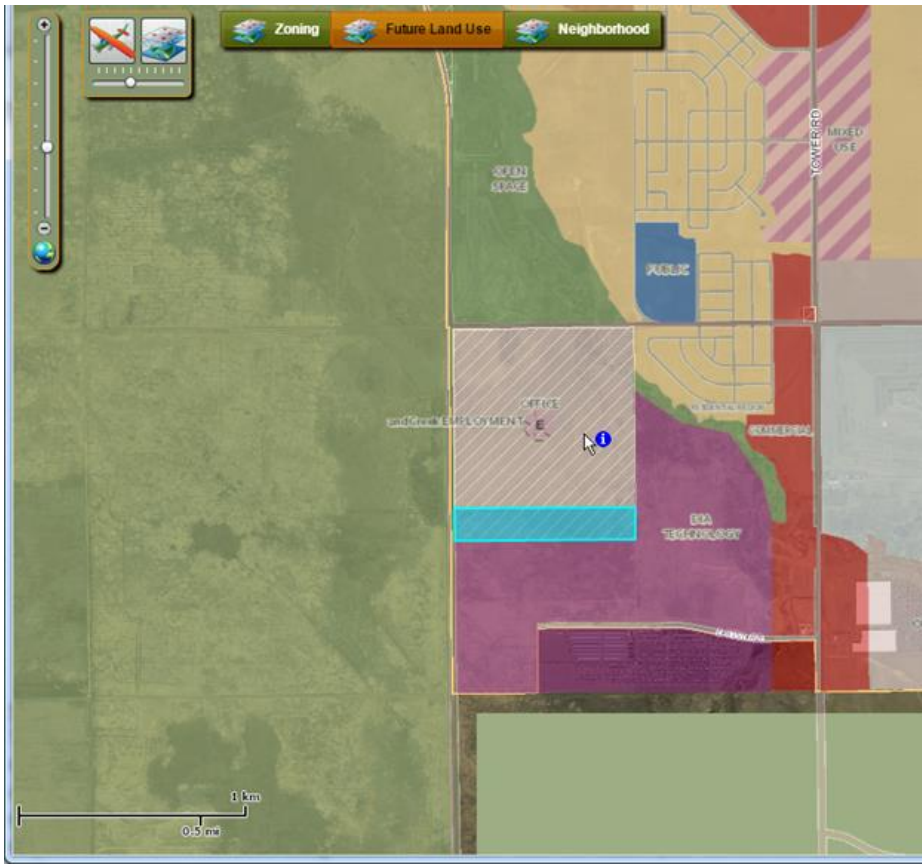 Zoning
Future Land Use
Neighborhood
MIXED
USE
TOWER RD
OPEN
SPACE
PUBLIC
OFFICE
EMPLOYMENT
E
i
COMMERCIAL
DIA
TECHNOLOGY
1 km
0.5 mi